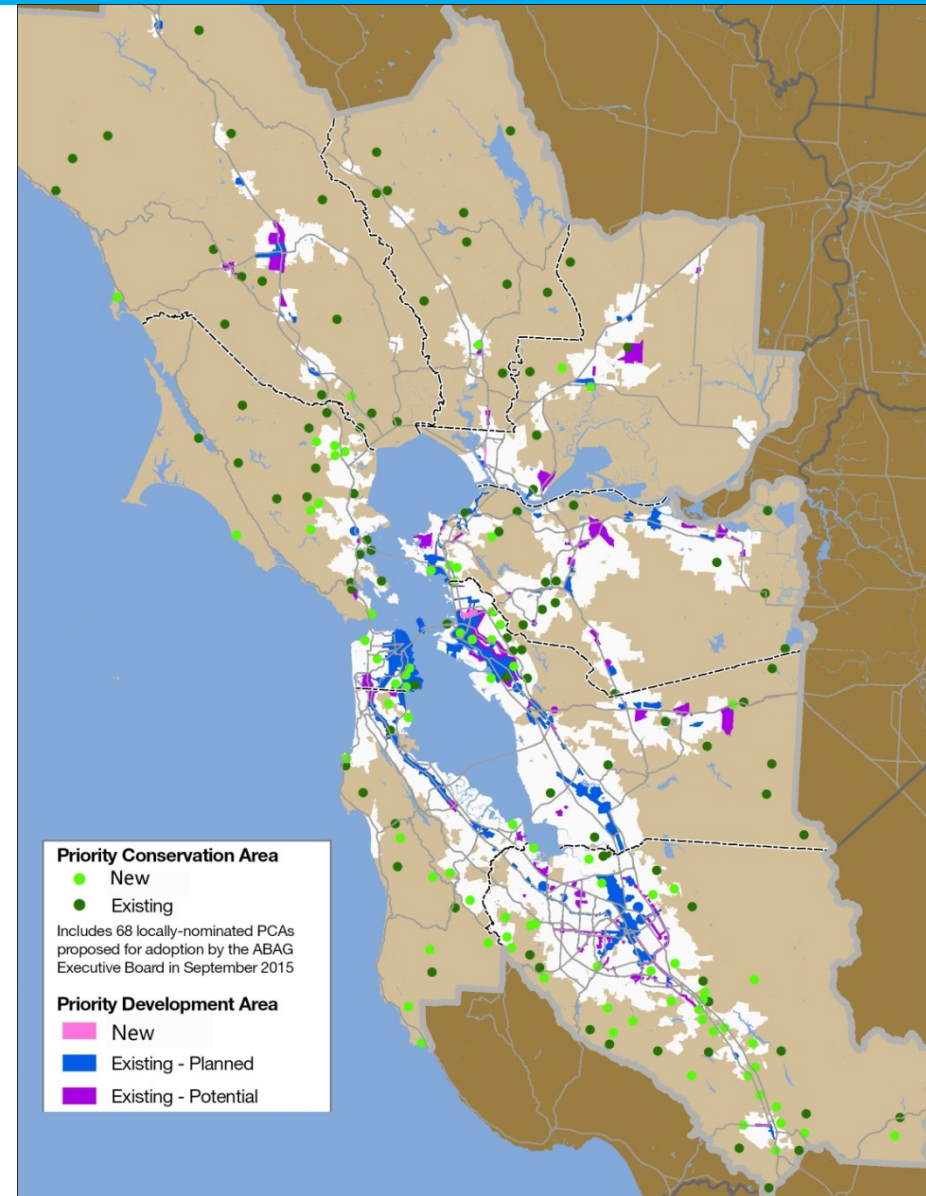 Priority Conservation Area
New
Existing
Includes 68 locally-nominated PCAs
proposed for adoption by the ABAG
Executive Board in September 2015
Priority Development Area
New
Existing - Planned
Existing - Potential